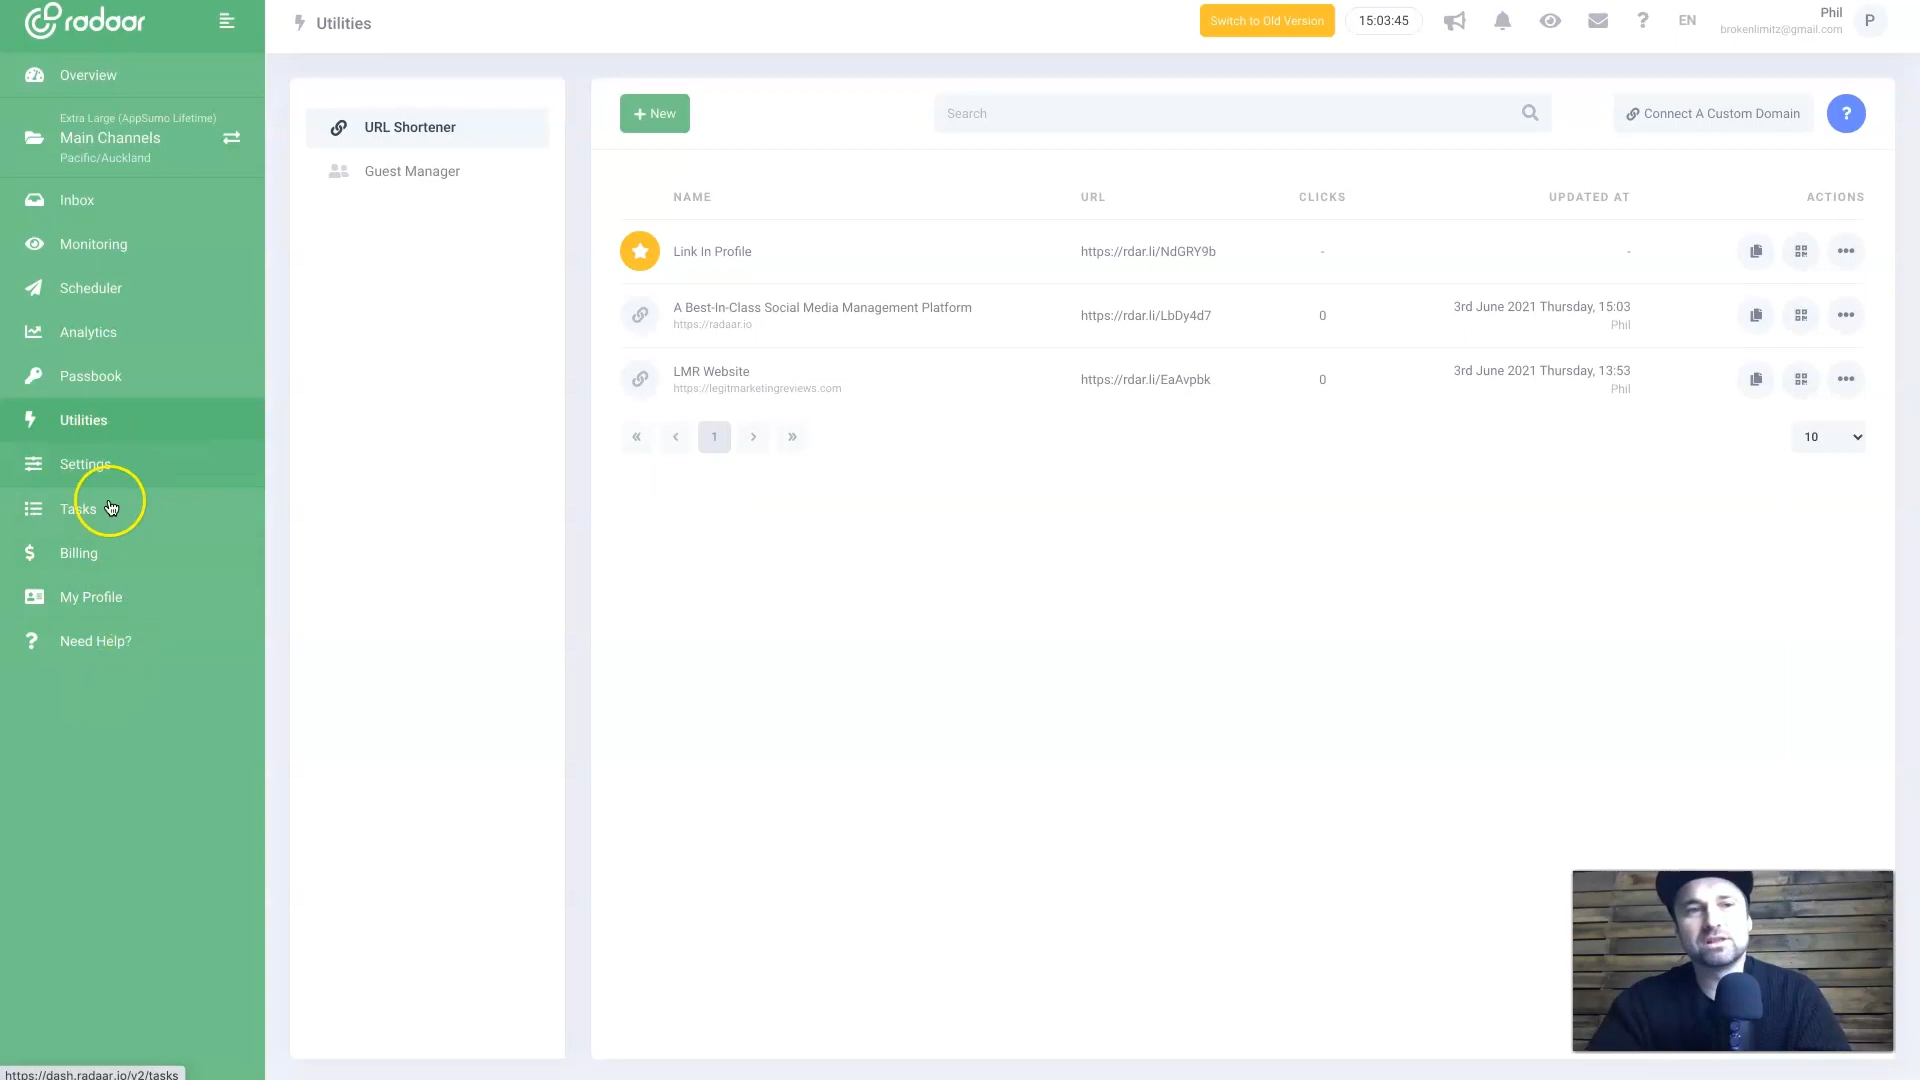 radaar
Utilities
Switch to Old Version
15:03:45
EN
Phil
brokenlimitz@gmail.com
P
Overview
Extra Large (AppSumo Lifetime)
Main Channels
Pacific/Auckland
Inbox
Monitoring
Scheduler
Analytics
Passbook
Utilities
Settings
Tasks
Billing
My Profile
Need Help?
URL Shortener
Guest Manager
New
Search
Connect A Custom Domain
?
NAME URL CLICKS UPDATED AT ACTIONS
Link In Profile https://rdar.li/NdGRY9b - -
A Best-In-Class Social Media Management Platform https://rdar.li/LbDy4d7 0 3rd June 2021 Thursday, 15:03
https://radaar.io Phil
LMR Website https://rdar.li/EaAvpbk 0 3rd June 2021 Thursday, 13:53
https://legitmarketingreviews.com Phil
« ‹ 1 › » 10
https://dash.radaar.io/v2/tasks